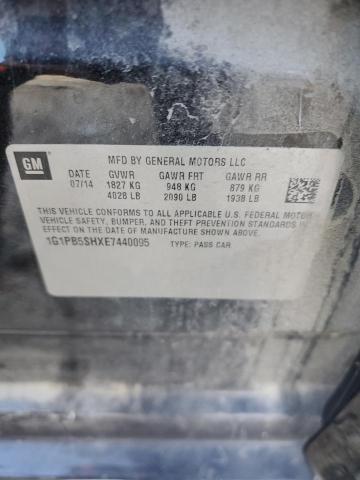 GM
MFD BY GENERAL MOTORS LLC
DATE GVWR GAWR FRT GAWR RR
07/14 1827 KG 948 KG 879 KG
4028 LB 2090 LB 1938 LB
THIS VEHICLE CONFORMS TO ALL APPLICABLE U.S. FEDERAL MOTOR
VEHICLE SAFETY, BUMPER, AND THEFT PREVENTION STANDARDS
IN EFFECT ON THE DATE OF MANUFACTURE SHOWN ABOVE.
1G1PB5SHXE7440095 TYPE: PASS CAR